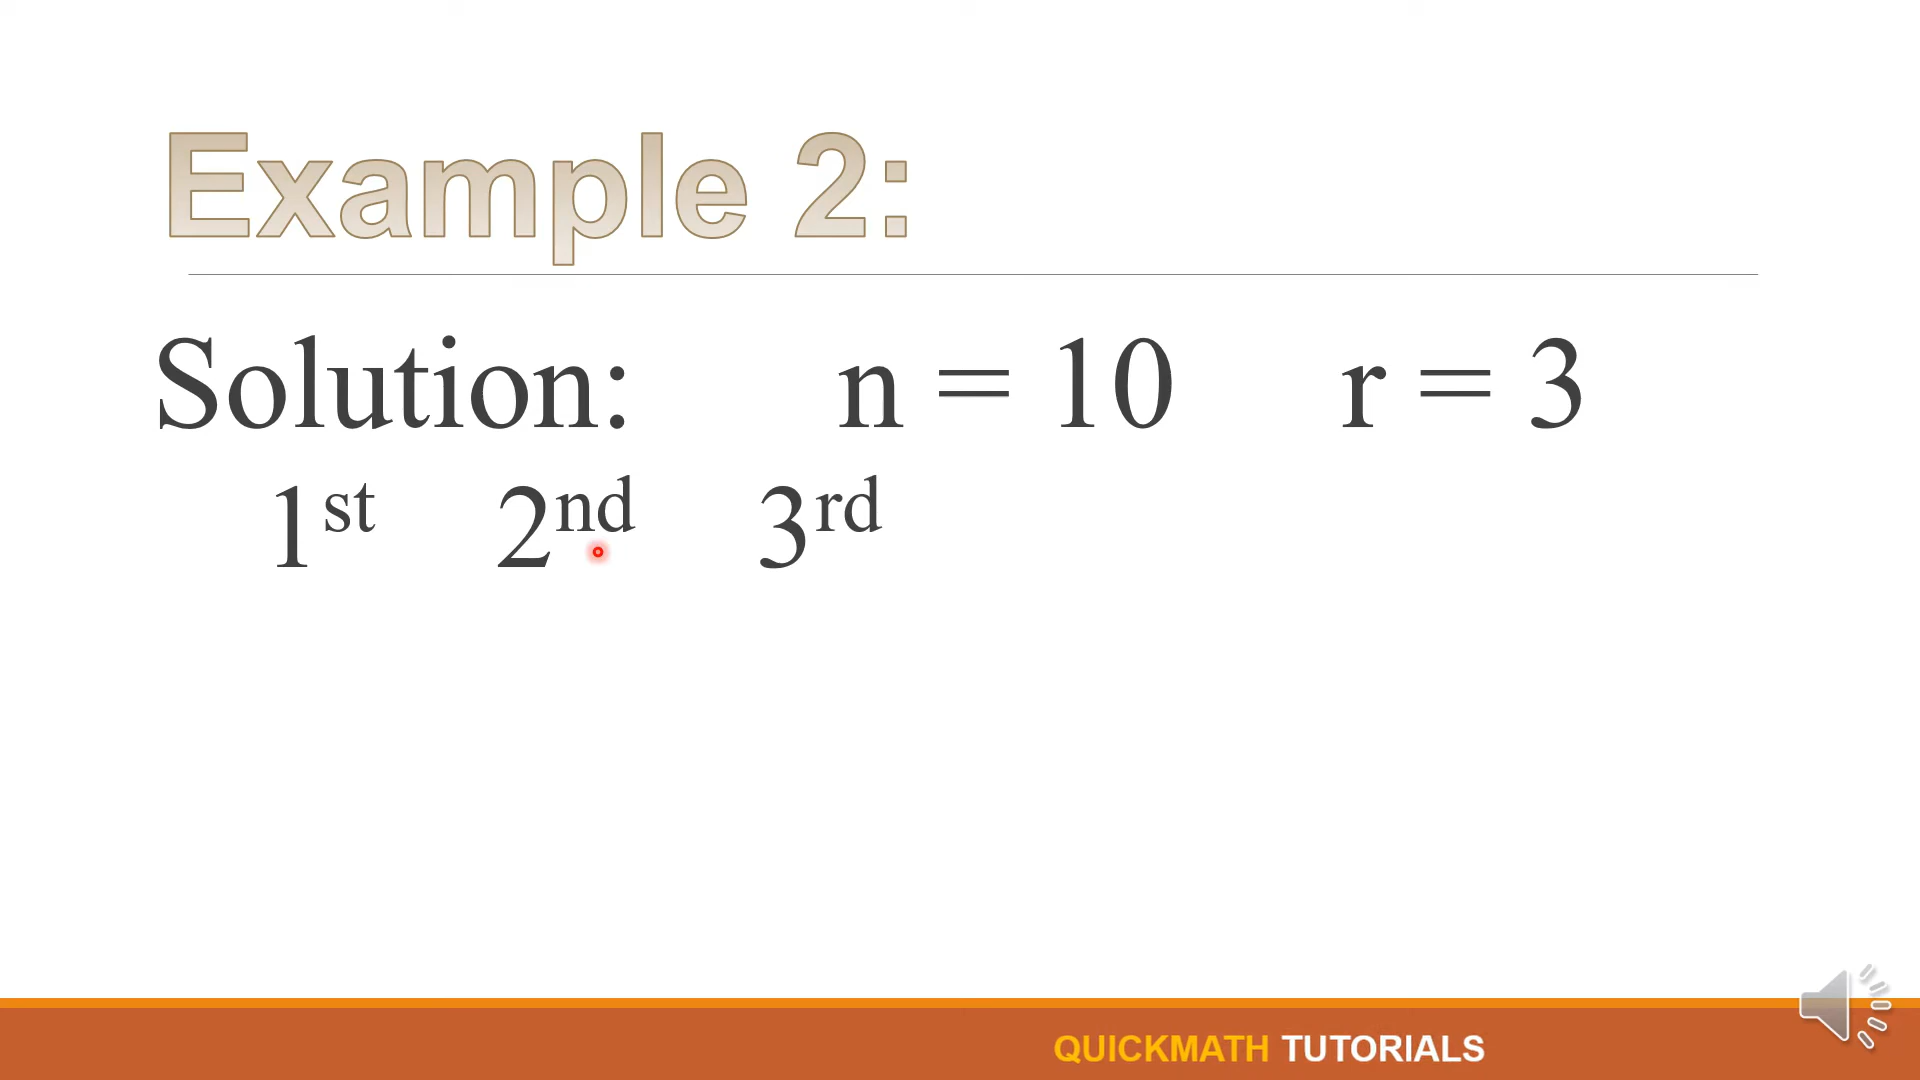 Example 2:
Solution: n = 10 r = 3
1st 2nd 3rd
QUICKMATH TUTORIALS